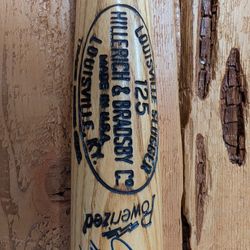 LOUISVILLE SLUGGER
125
HILLERICH & BRADSBY Co
MADE IN U.S.A.
LOUISVILLE, KY.
Powerized